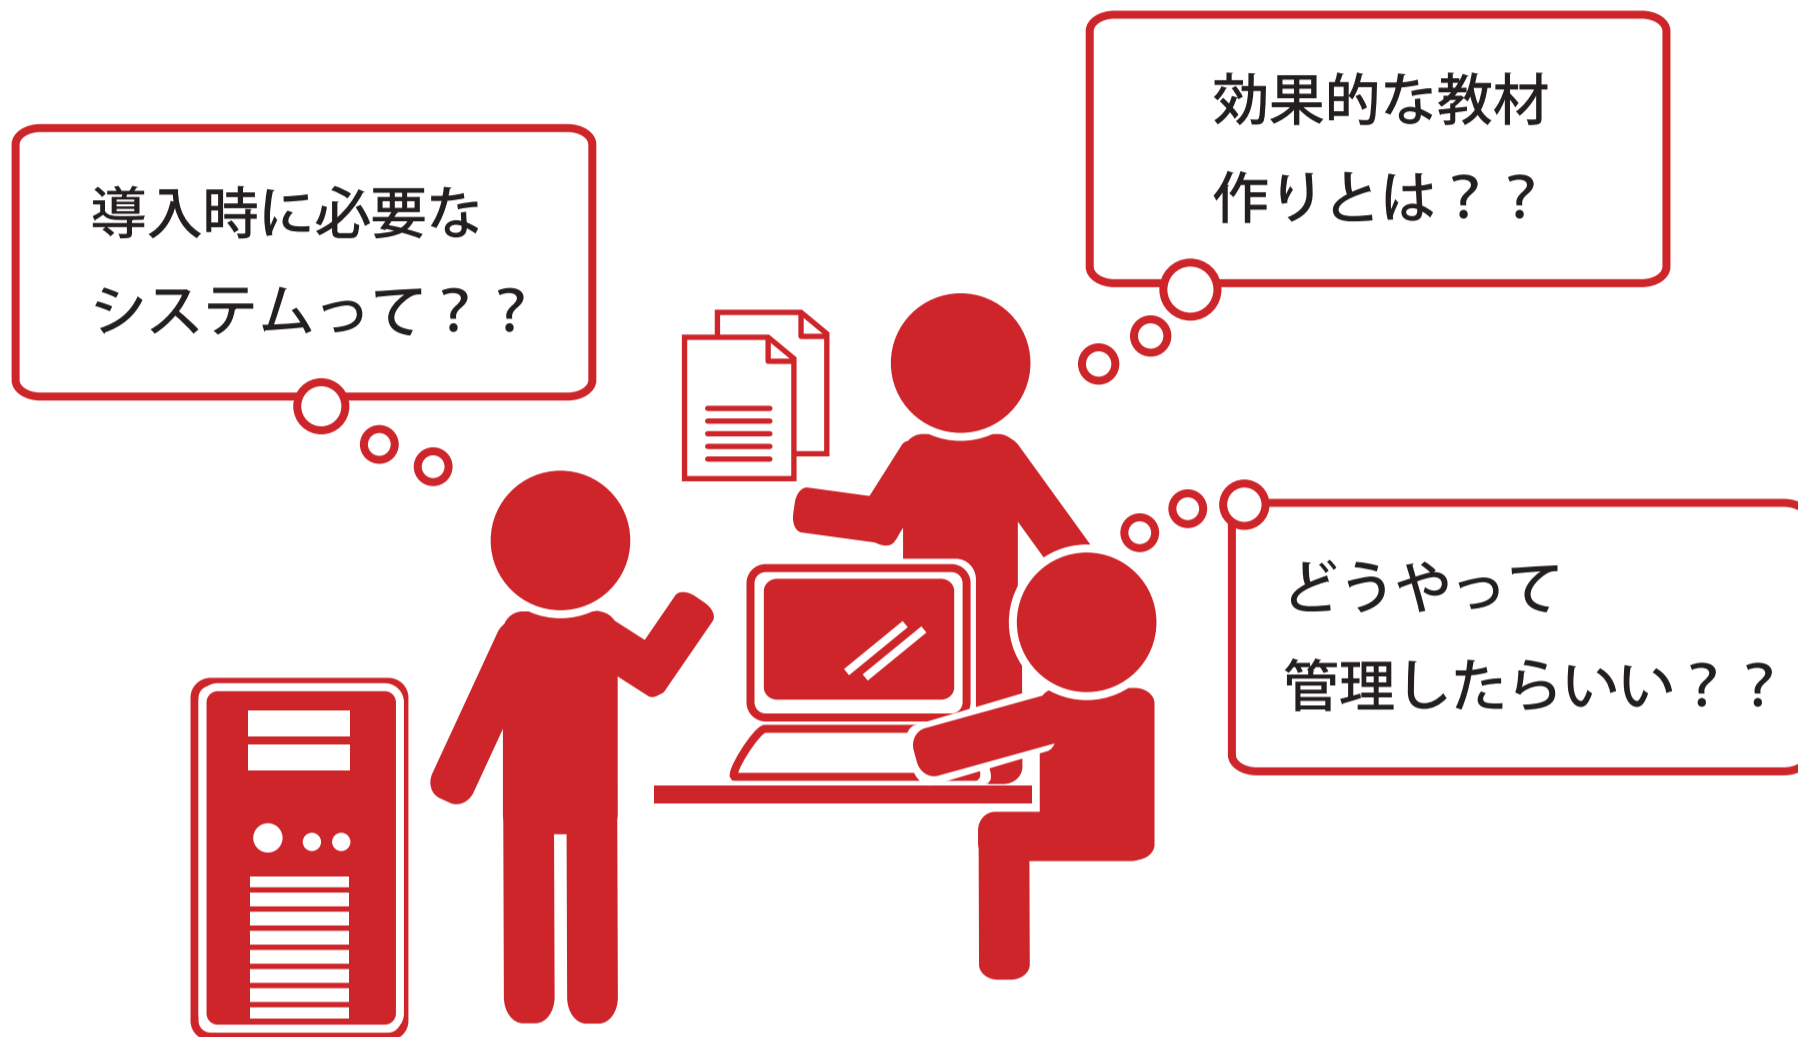 導入時に必要な
システムって？？
効果的な教材
作りとは？？
どうやって
管理したらいい？？